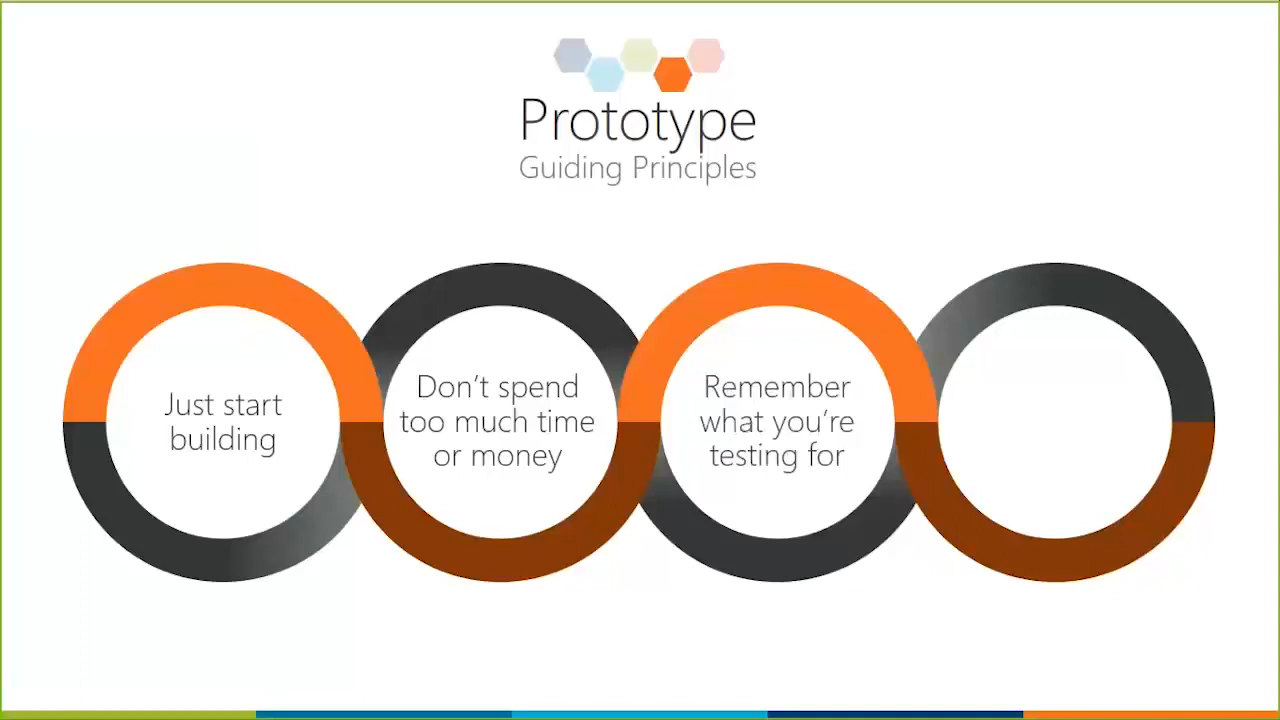 Prototype
Guiding Principles
Just start
building
Don't spend
too much time
or money
Remember
what you're
testing for